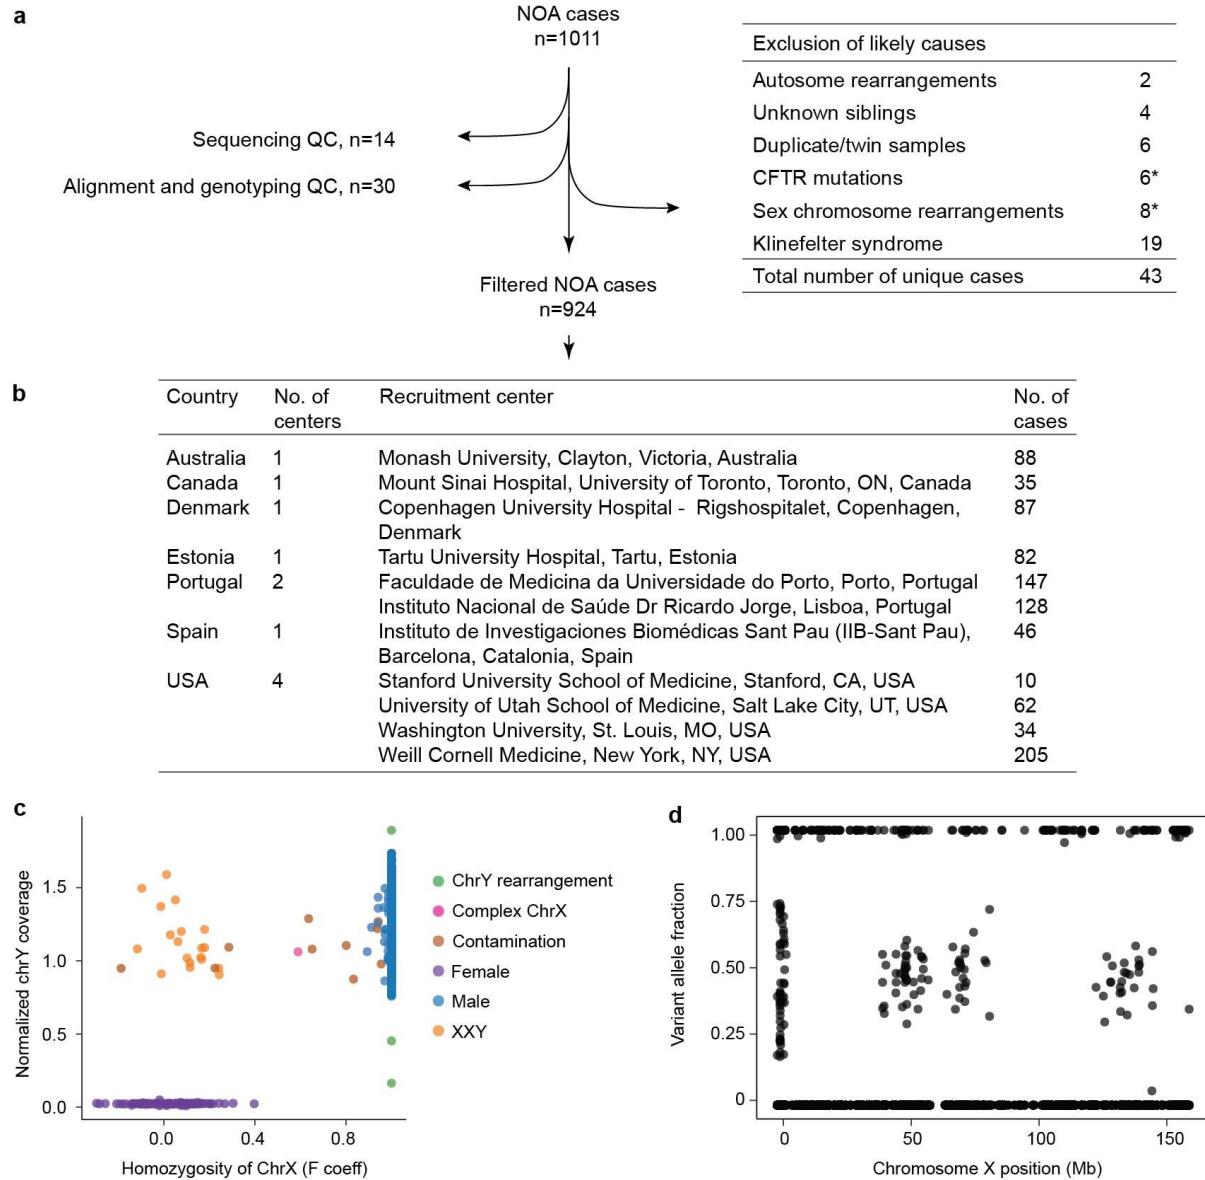 a
NOA cases
n=1011
Sequencing QC, n=14
Alignment and genotyping QC, n=30
Filtered NOA cases
n=924
Exclusion of likely causes
Autosome rearrangements 2
Unknown siblings 4
Duplicate/twin samples 6
CFTR mutations 6*
Sex chromosome rearrangements 8*
Klinefelter syndrome 19
Total number of unique cases 43
b
Country No. of centers Recruitment center No. of cases
Australia 1 Monash University, Clayton, Victoria, Australia 88
Canada 1 Mount Sinai Hospital, University of Toronto, Toronto, ON, Canada 35
Denmark 1 Copenhagen University Hospital - Rigshospitalet, Copenhagen, 87
Denmark
Estonia 1 Tartu University Hospital, Tartu, Estonia 82
Portugal 2 Faculdade de Medicina da Universidade do Porto, Porto, Portugal 147
Instituto Nacional de Saúde Dr Ricardo Jorge, Lisboa, Portugal 128
Spain 1 Instituto de Investigaciones Biomédicas Sant Pau (IIB-Sant Pau), 46
Barcelona, Catalonia, Spain
USA 4 Stanford University School of Medicine, Stanford, CA, USA 10
University of Utah School of Medicine, Salt Lake City, UT, USA 62
Washington University, St. Louis, MO, USA 34
Weill Cornell Medicine, New York, NY, USA 205
c
Normalized chrY coverage
1.5
1.0
0.5
0.0
0.0 0.4 0.8
Homozygosity of ChrX (F coeff)
ChrY rearrangement
Complex ChrX
Contamination
Female
Male
XXY
d
Variant allele fraction
1.00
0.75
0.50
0.25
0
0 50 100 150
Chromosome X position (Mb)